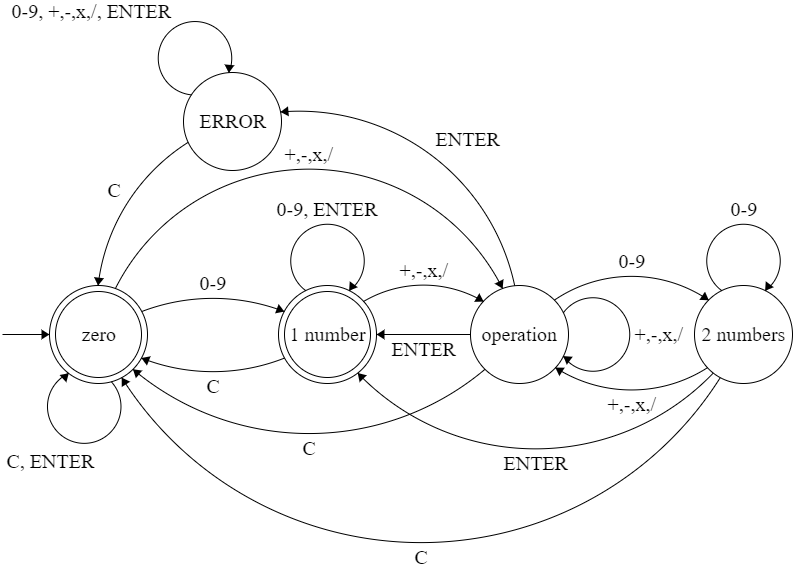 0-9, +,-,x,/, ENTER
ERROR
ENTER
+,-,x,/
C
0-9, ENTER
0-9
+,-,x,/
0-9
0-9
zero
1 number
operation
+,-,x,/
2 numbers
ENTER
C
+,-,x,/
C
C, ENTER
ENTER
C